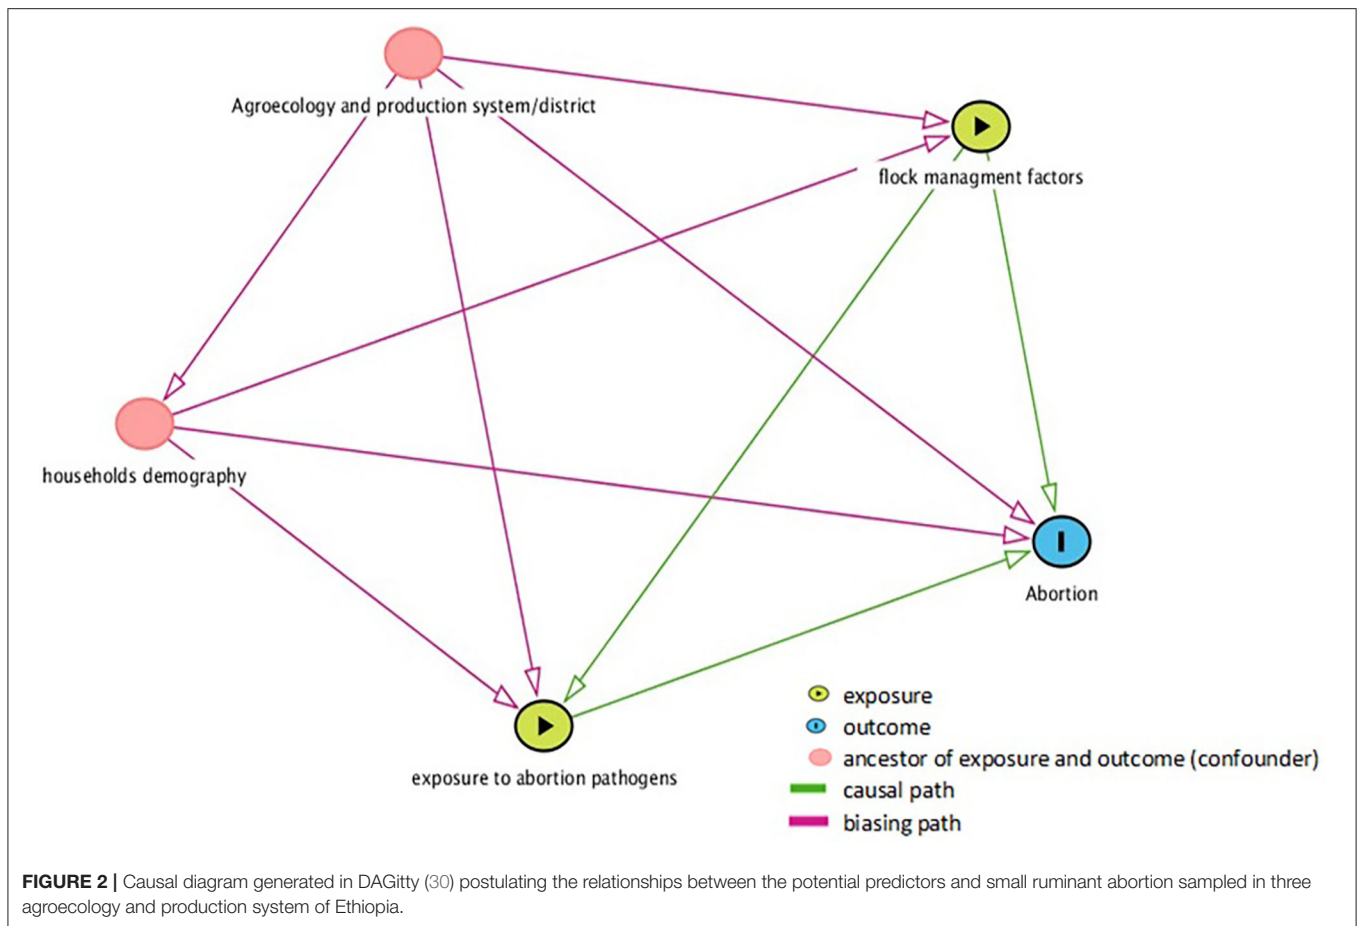 Agroecology and production system/district
flock managment factors
households demography
Abortion
exposure to abortion pathogens
exposure
outcome
ancestor of exposure and outcome (confounder)
causal path
biasing path
FIGURE 2 | Causal diagram generated in DAGitty (30) postulating the relationships between the potential predictors and small ruminant abortion sampled in three
agroecology and production system of Ethiopia.